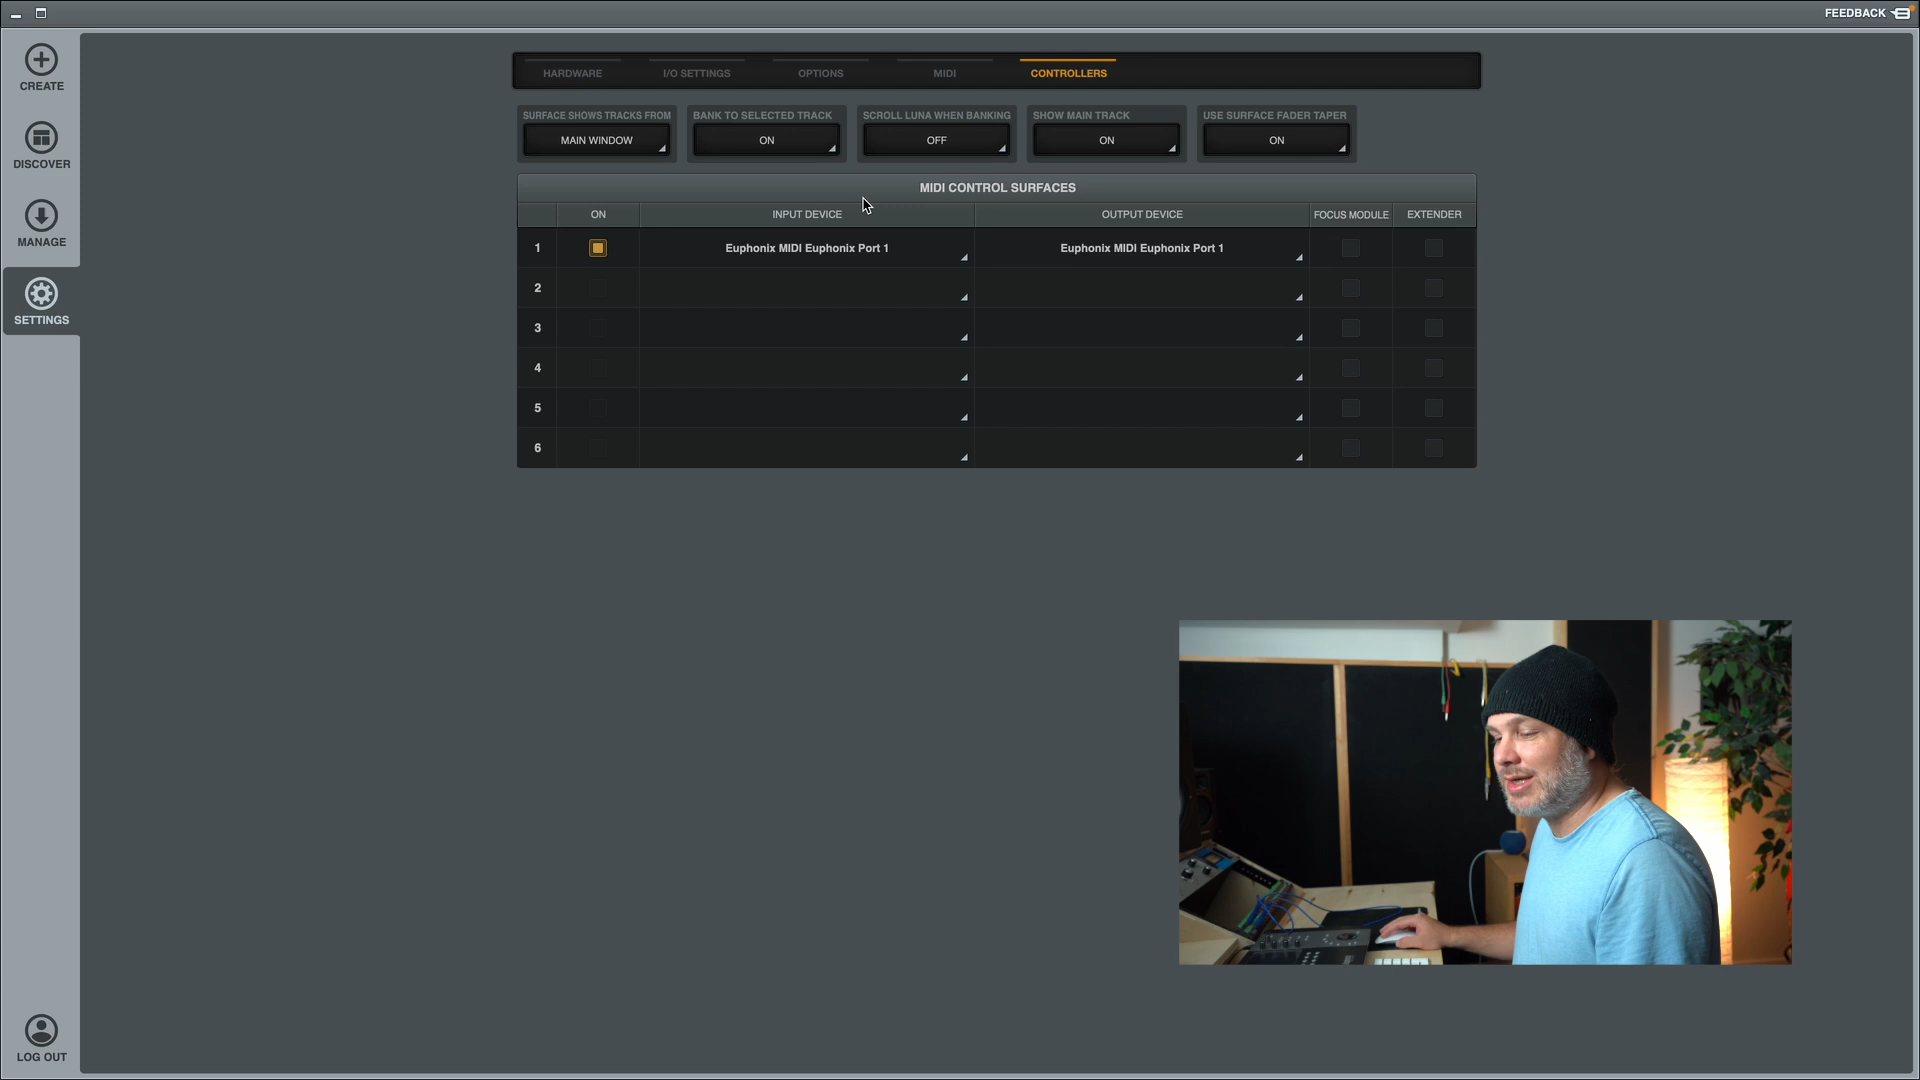 FEEDBACK
CREATE
DISCOVER
MANAGE
SETTINGS
LOG OUT
HARDWARE
I/O SETTINGS
OPTIONS
MIDI
CONTROLLERS
SURFACE SHOWS TRACKS FROM
MAIN WINDOW
BANK TO SELECTED TRACK
ON
SCROLL LUNA WHEN BANKING
OFF
SHOW MAIN TRACK
ON
USE SURFACE FADER TAPER
ON
MIDI CONTROL SURFACES
ON INPUT DEVICE OUTPUT DEVICE FOCUS MODULE EXTENDER
1 Euphonix MIDI Euphonix Port 1 Euphonix MIDI Euphonix Port 1
2
3
4
5
6